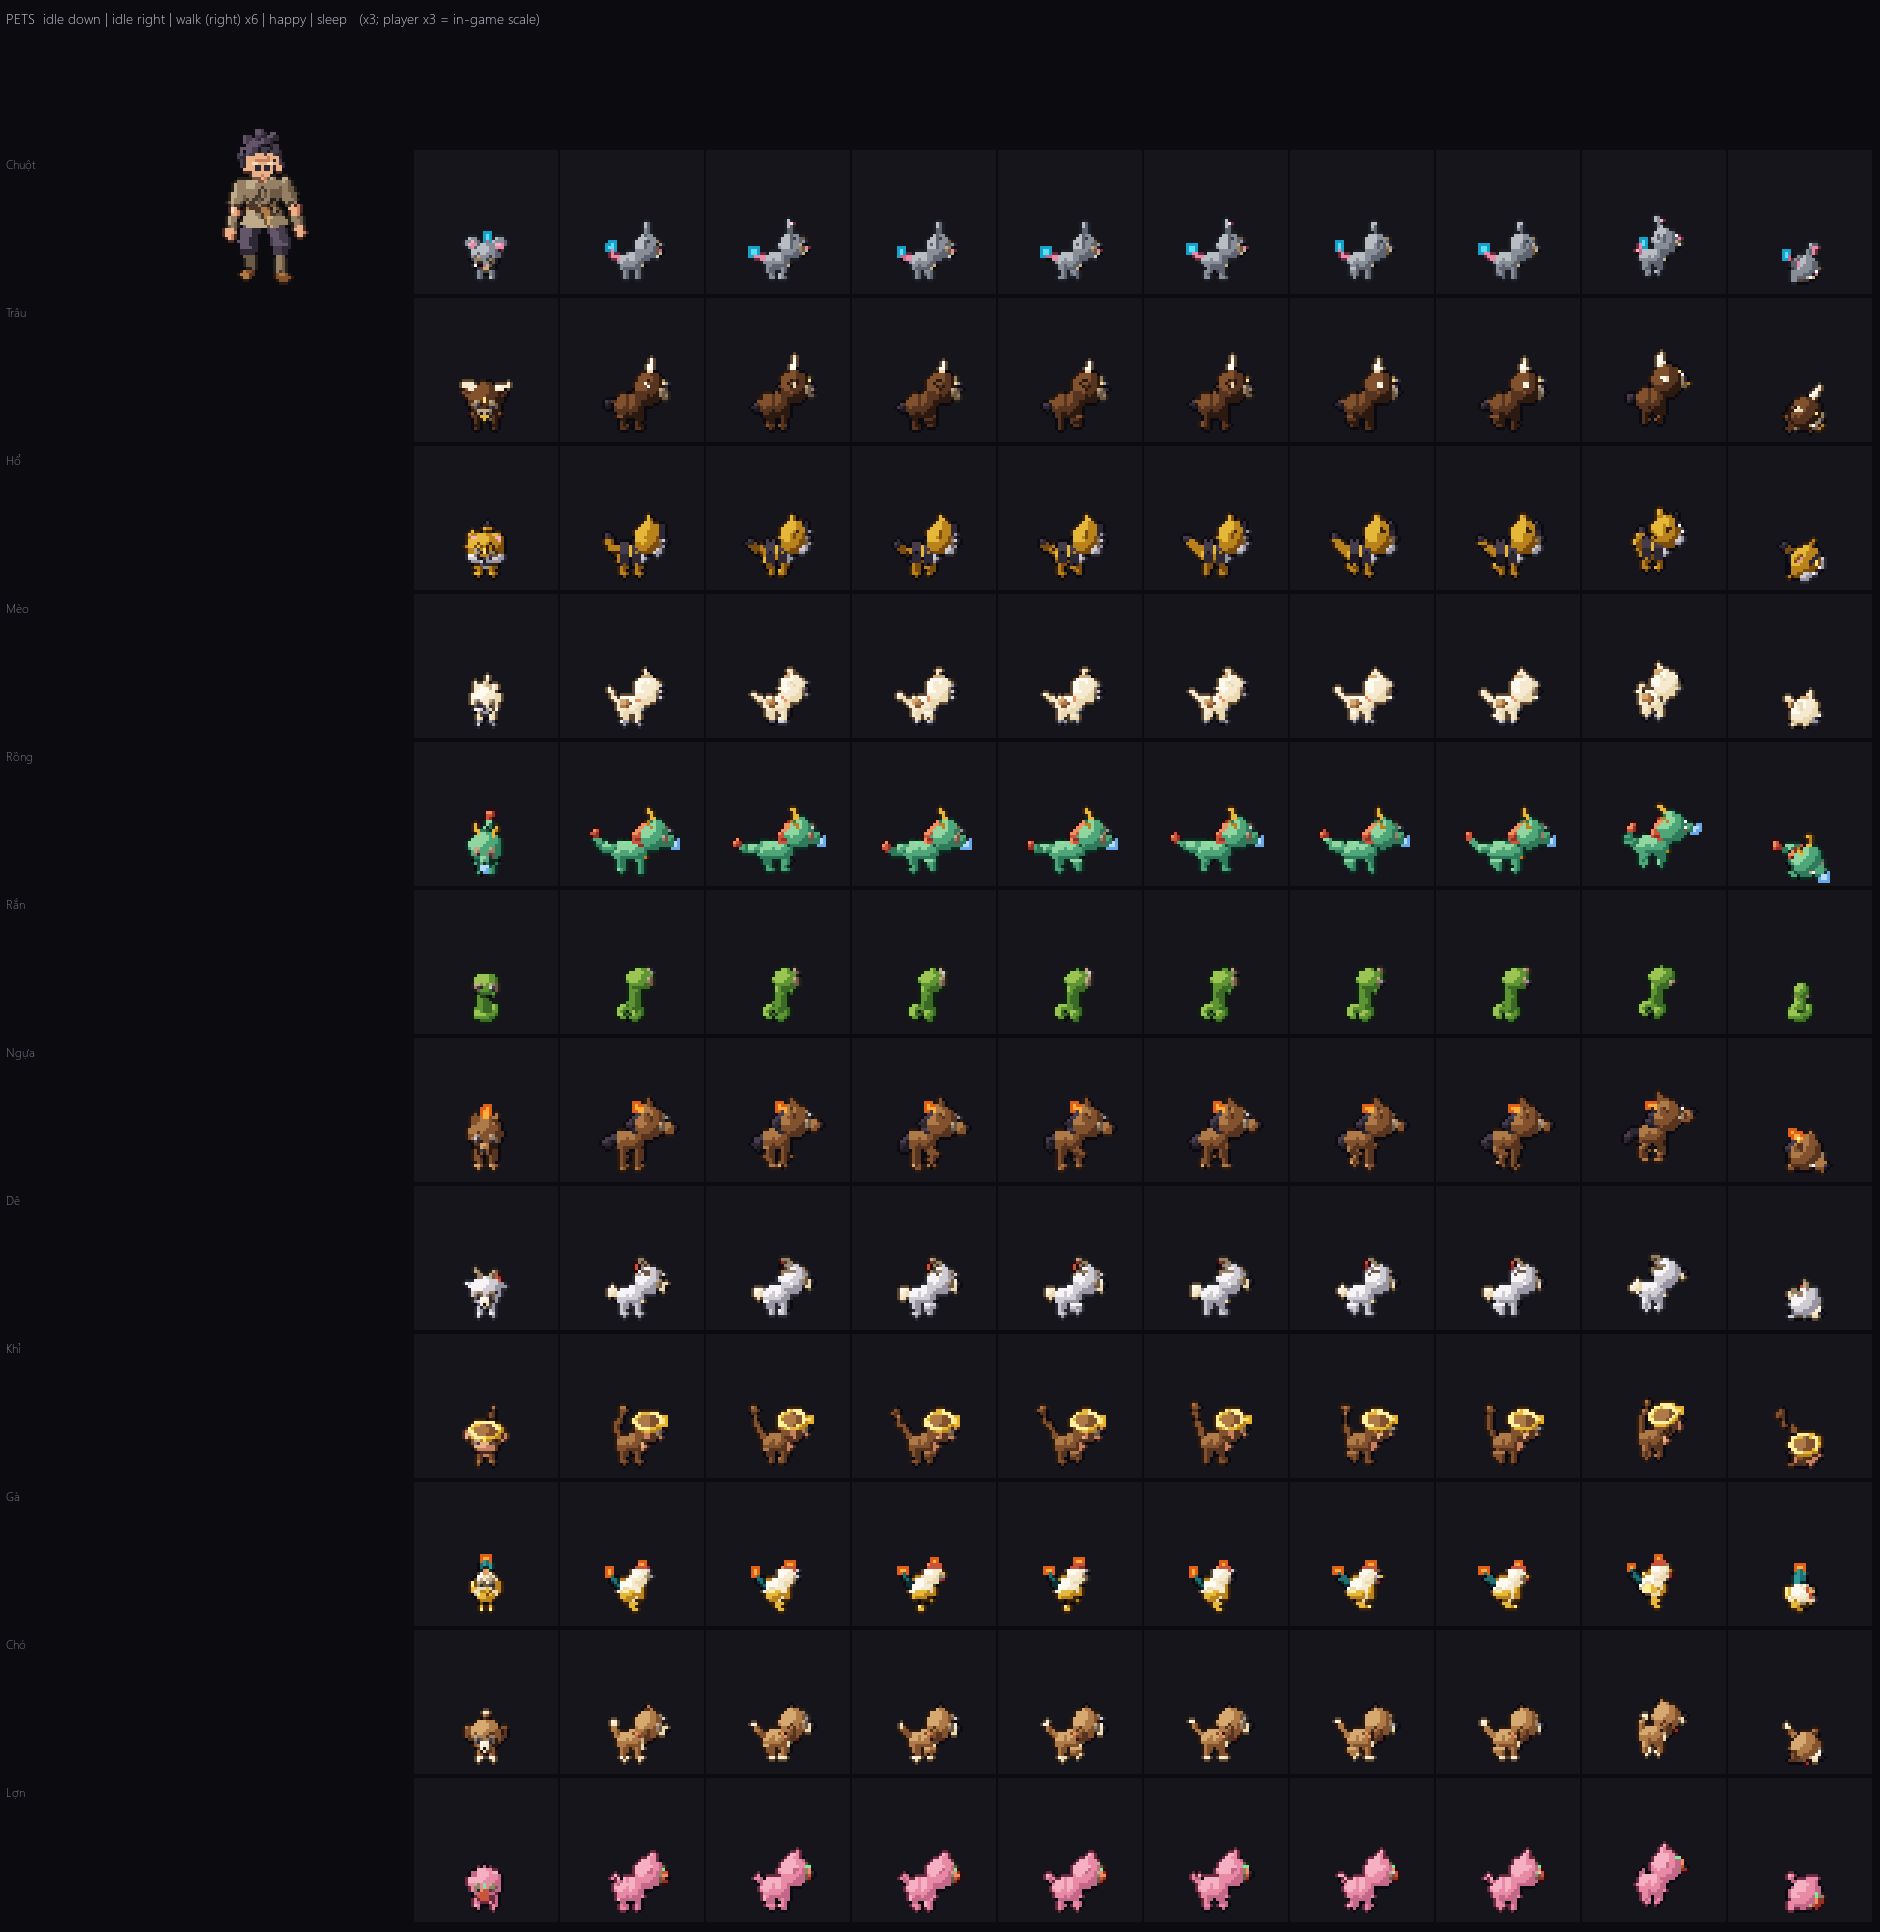 PETS idle down | idle right | walk (right) x6 | happy | sleep (x3; player x3 = in-game scale)
Chuột
Trâu
Hổ
Mèo
Rồng
Rắn
Ngựa
Dê
Khỉ
Gà
Chó
Lợn